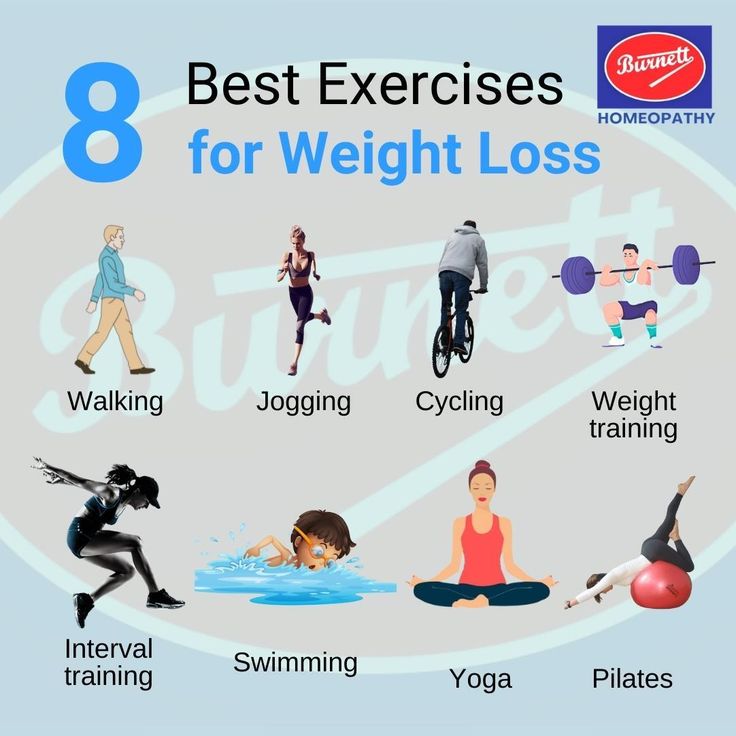 8
Best Exercises
for Weight Loss
Burnett
HOMEOPATHY
Burnett
Walking
Jogging
Cycling
Weight
training
Interval
training
Swimming
Yoga
Pilates